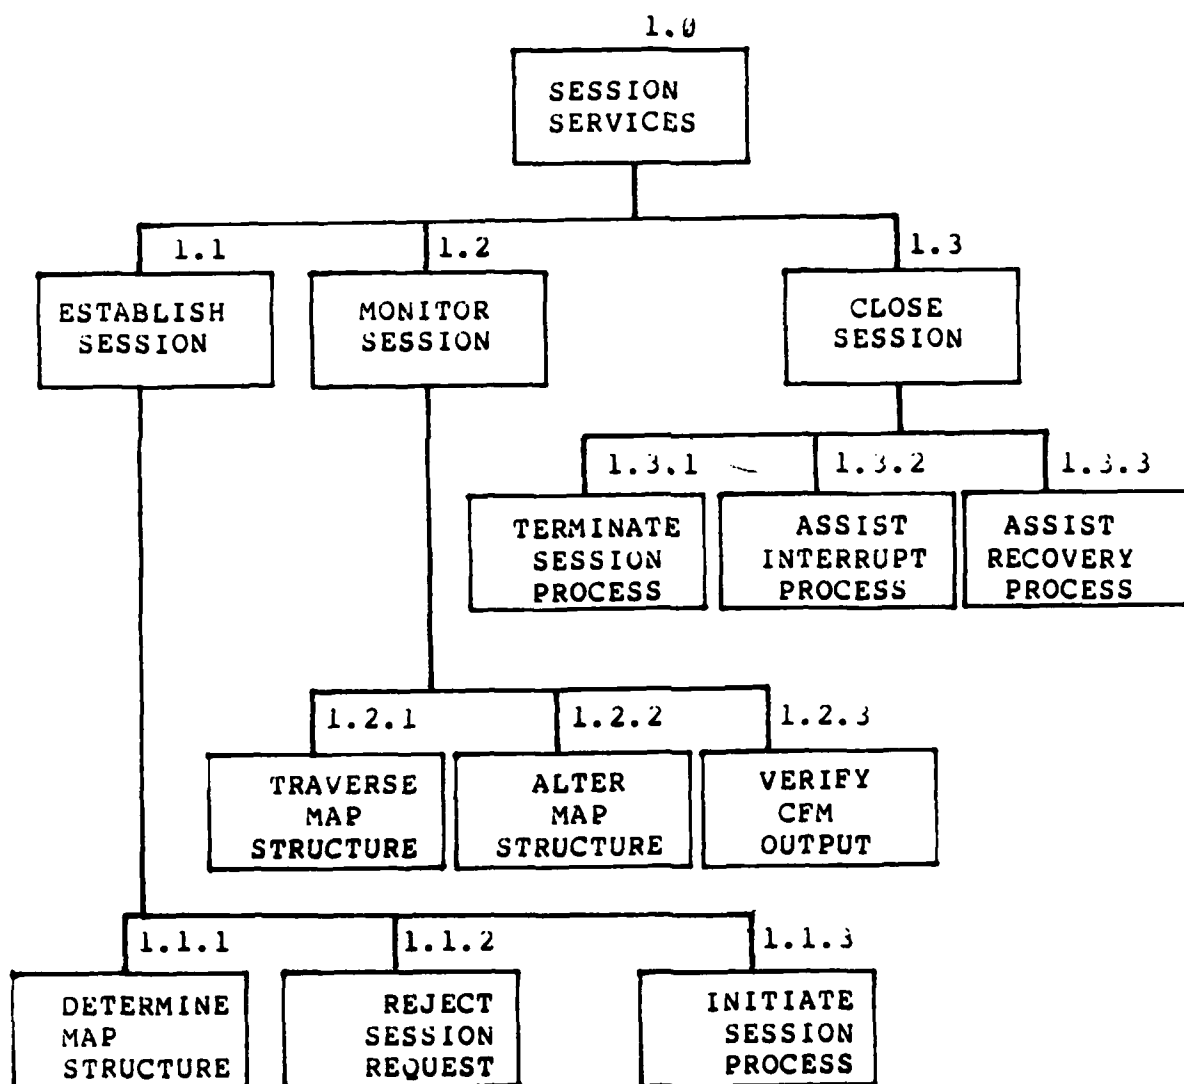 1.0
SESSION
SERVICES
1.1
1.2
1.3
ESTABLISH
SESSION
MONITOR
SESSION
CLOSE
SESSION
1.3.1
1.3.2
1.3.3
TERMINATE
SESSION
PROCESS
ASSIST
INTERRUPT
PROCESS
ASSIST
RECOVERY
PROCESS
1.2.1
1.2.2
1.2.3
TRAVERSE
MAP
STRUCTURE
ALTER
MAP
STRUCTURE
VERIFY
CFM
OUTPUT
1.1.1
1.1.2
1.1.3
DETERMINE
MAP
STRUCTURE
REJECT
SESSION
REQUEST
INITIATE
SESSION
PROCESS